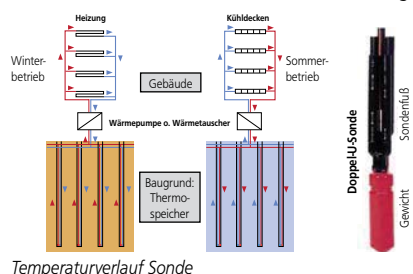 Heizung
Kühldecken
Winter-
betrieb
Gebäude
Sommer-
betrieb
Wärmepumpe o. Wärmetauscher
Baugrund:
Thermo-
speicher
Doppel-U-Sonde
Sondenfuß
Gewicht
Temperaturverlauf Sonde